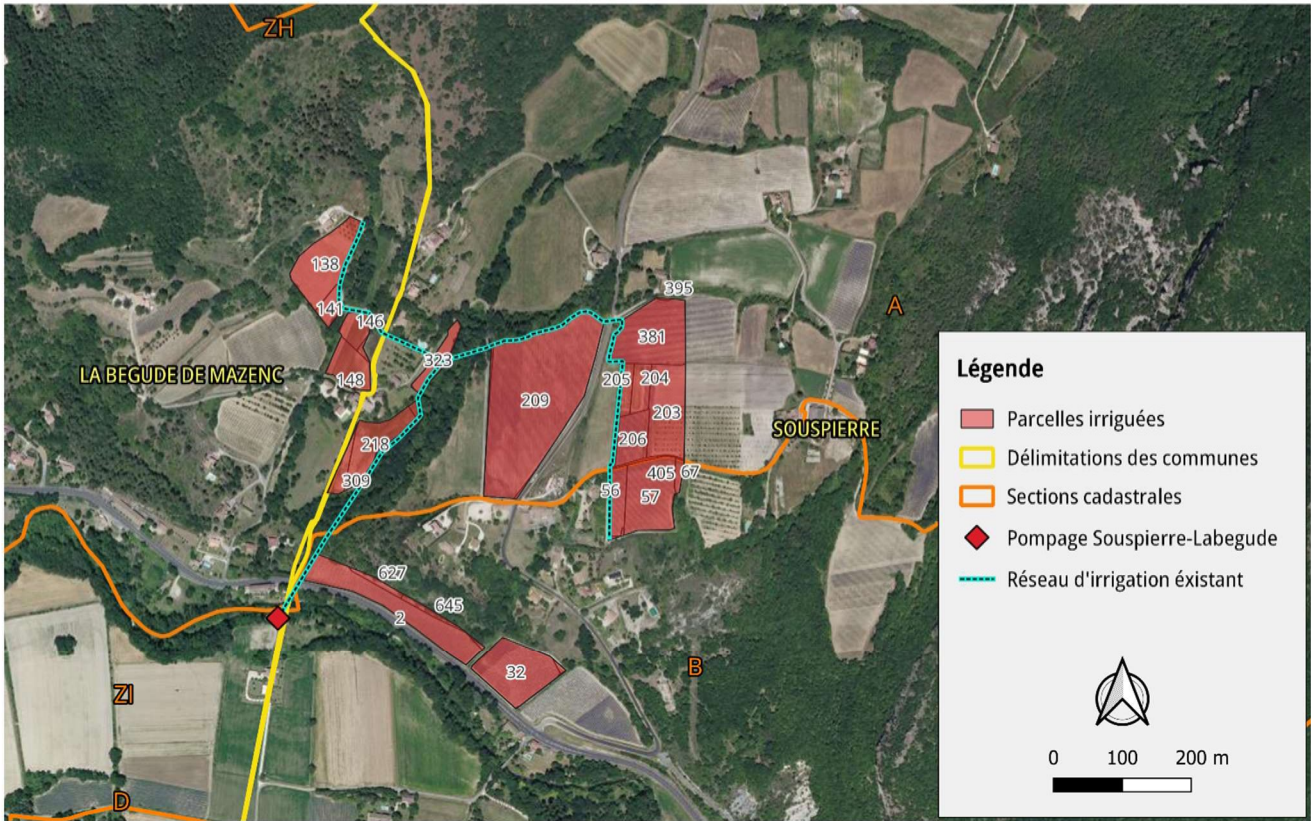 ZH
138
141
146
148
323
LA BEGUDE DE MAZENC
218
309
209
395
381
205
204
203
206
405
67
56
57
627
645
2
32
A
SOUSPIERRE
B
ZI
D
Légende
Parcelles irriguées
Délimitations des communes
Sections cadastrales
Pompage Souspierre-Labegude
Réseau d'irrigation éxistant
0 100 200 m